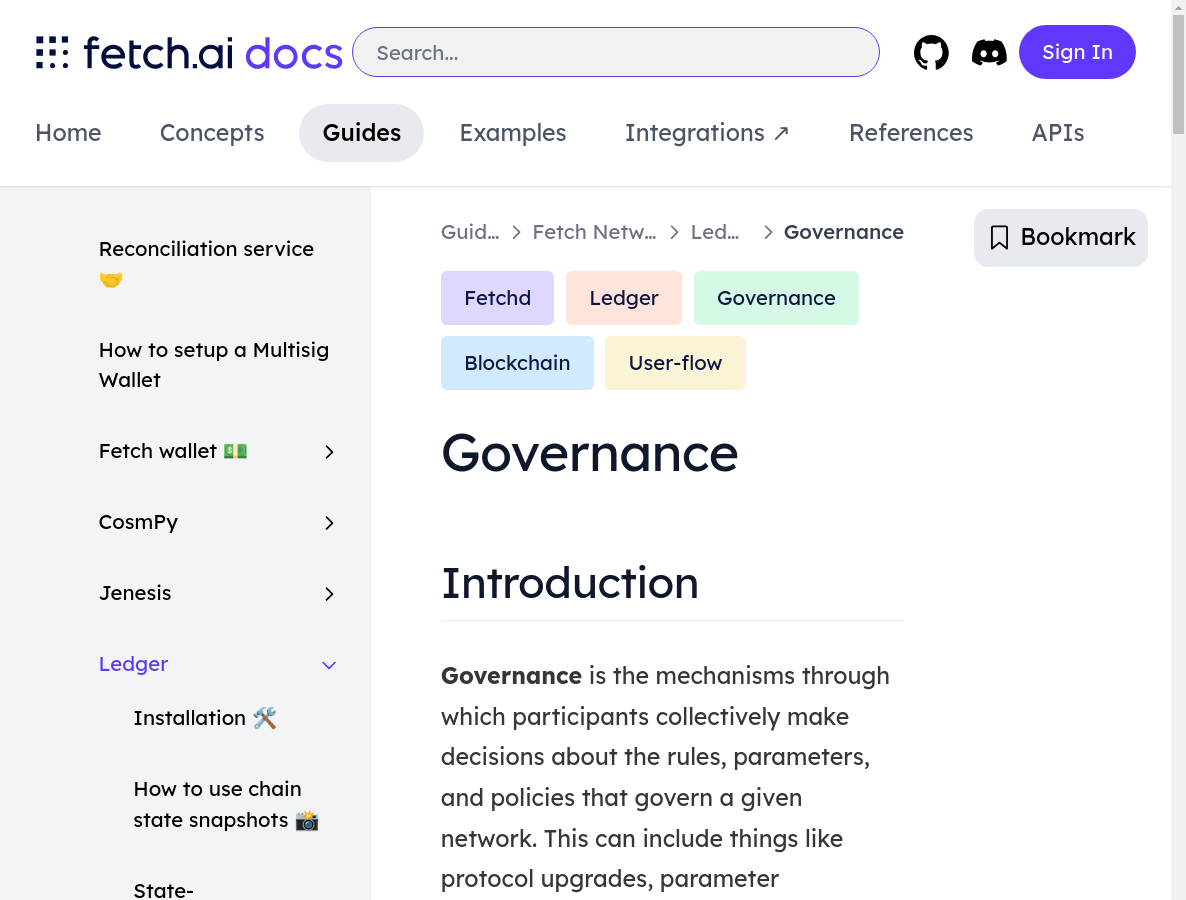 fetch.ai docs
Search...
Sign In
Home Concepts Guides Examples Integrations ↗ References APIs
Reconciliation service
🤝
How to setup a Multisig
Wallet
Fetch wallet 💵
CosmPy
Jenesis
Ledger
Installation 🛠️
How to use chain
state snapshots 📸
State-
Guid... > Fetch Netw... > Led... > Governance
Bookmark
Fetchd Ledger Governance
Blockchain User-flow
Governance
Introduction
Governance is the mechanisms through
which participants collectively make
decisions about the rules, parameters,
and policies that govern a given
network. This can include things like
protocol upgrades, parameter